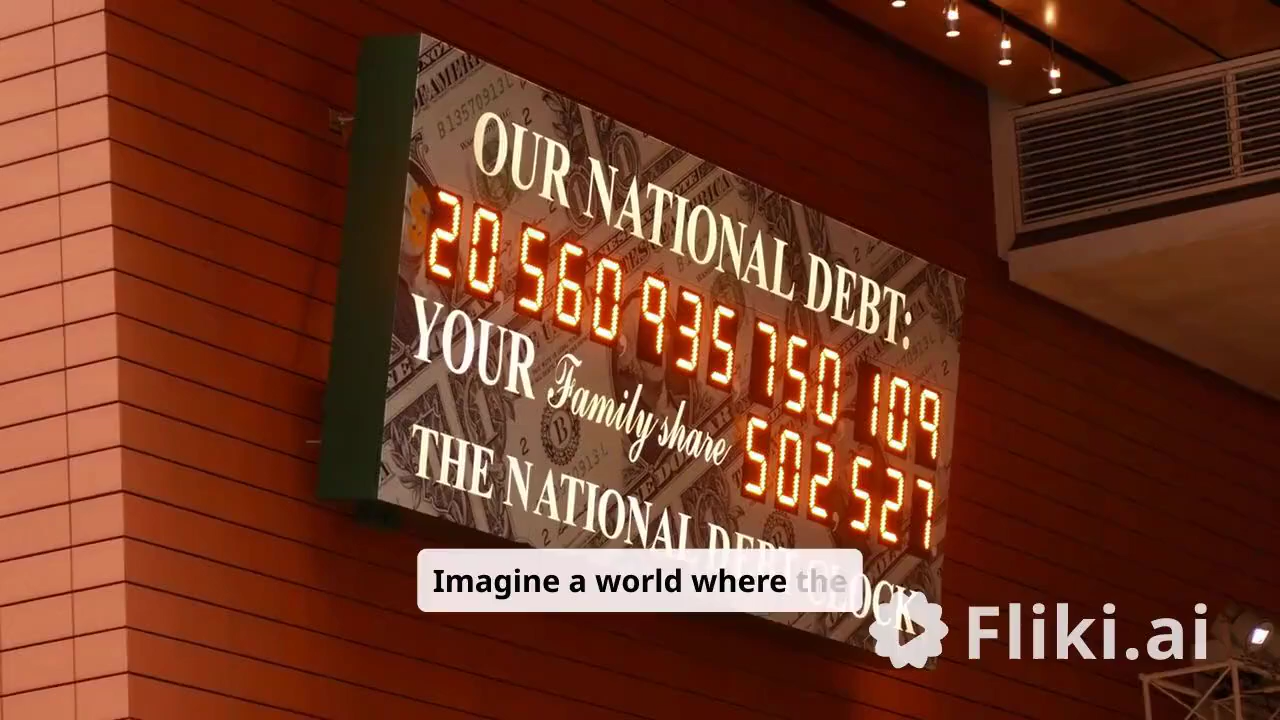 OUR NATIONAL DEBT:
20 560 935 750 109
YOUR Family share 502,527
THE NATIONAL DEBT CLOCK
Imagine a world where the
Fliki.ai